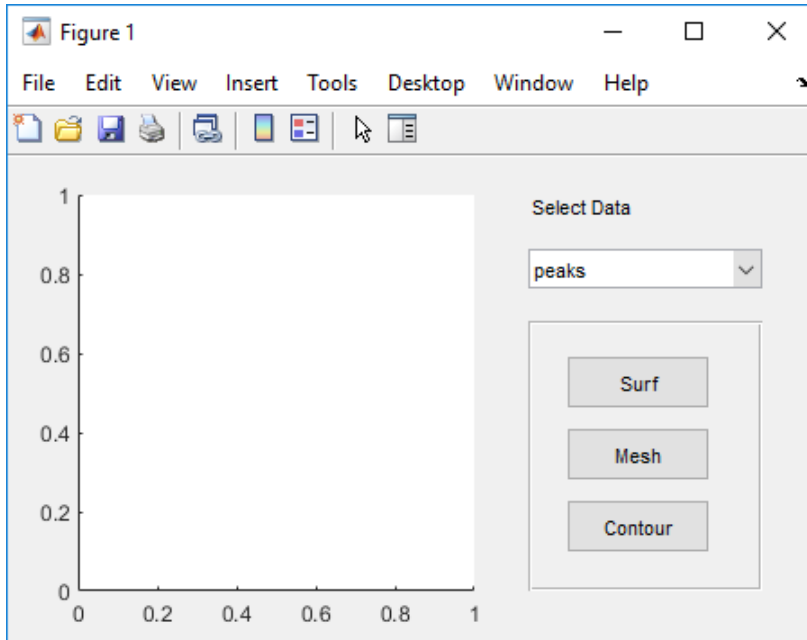 Figure 1
File Edit View Insert Tools Desktop Window Help
1
0.8
0.6
0.4
0.2
0
0 0.2 0.4 0.6 0.8 1
Select Data
peaks
Surf
Mesh
Contour